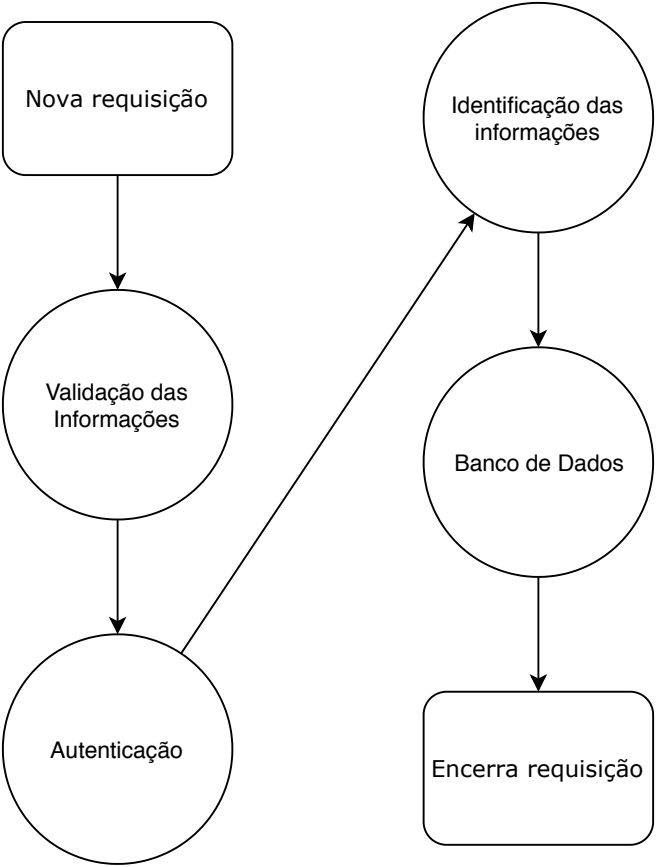 Nova requisição
Validação das
Informações
Autenticação
Identificação das
informações
Banco de Dados
Encerra requisição